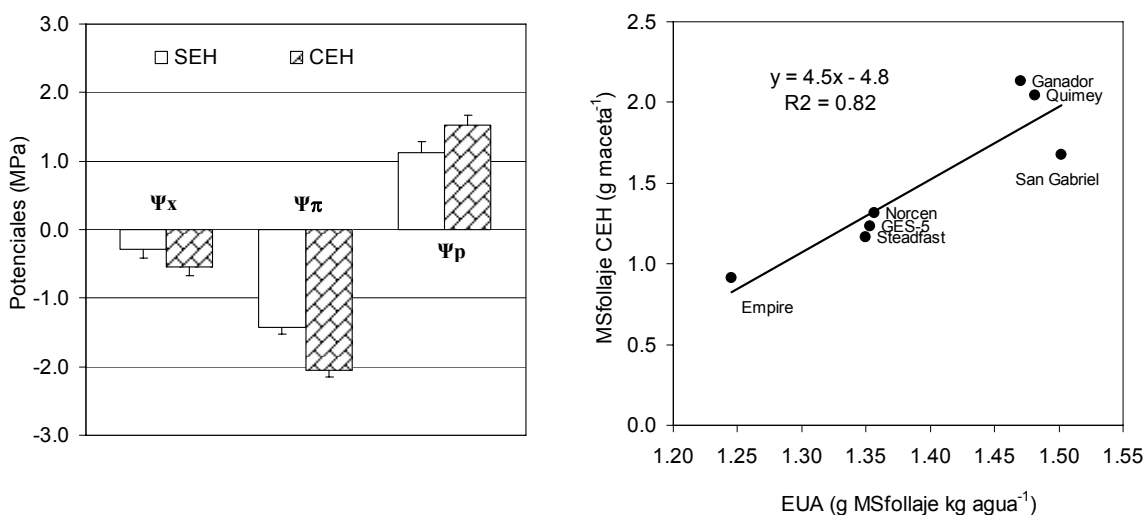 3.0
SEH CEH
2.0
1.0
0.0
-1.0
-2.0
-3.0
Potenciales (MPa)
Ψx
Ψπ
Ψp
2.5
2.0
1.5
1.0
0.5
0.0
MSfollaje CEH (g maceta⁻¹)
y = 4.5x - 4.8
R2 = 0.82
Ganador
Quimey
San Gabriel
Norcen
GES-5
Steadfast
Empire
1.20 1.25 1.30 1.35 1.40 1.45 1.50 1.55
EUA (g MSfollaje kg agua⁻¹)